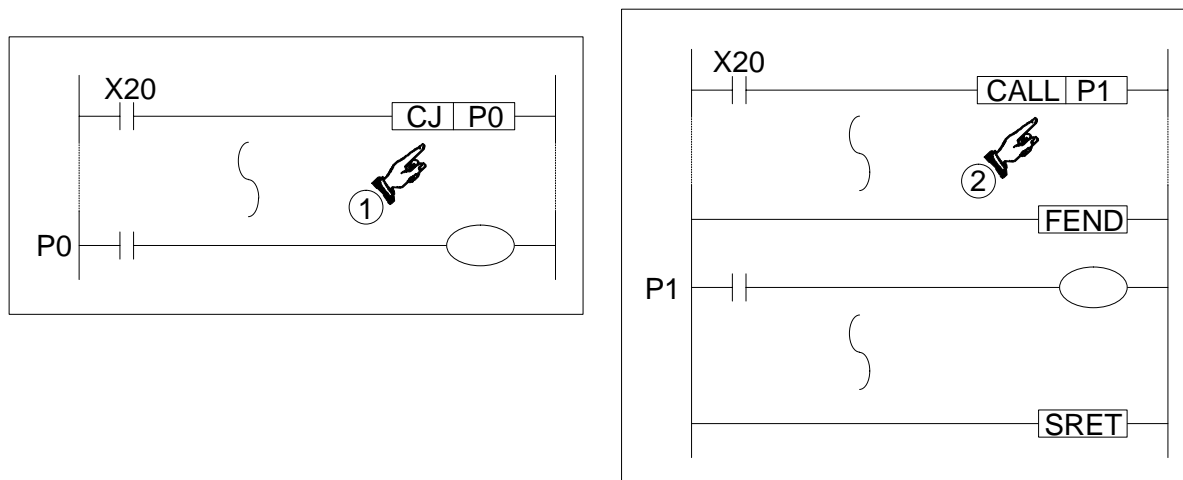 X20
CJ P0
①
P0
X20
CALL P1
②
FEND
P1
SRET